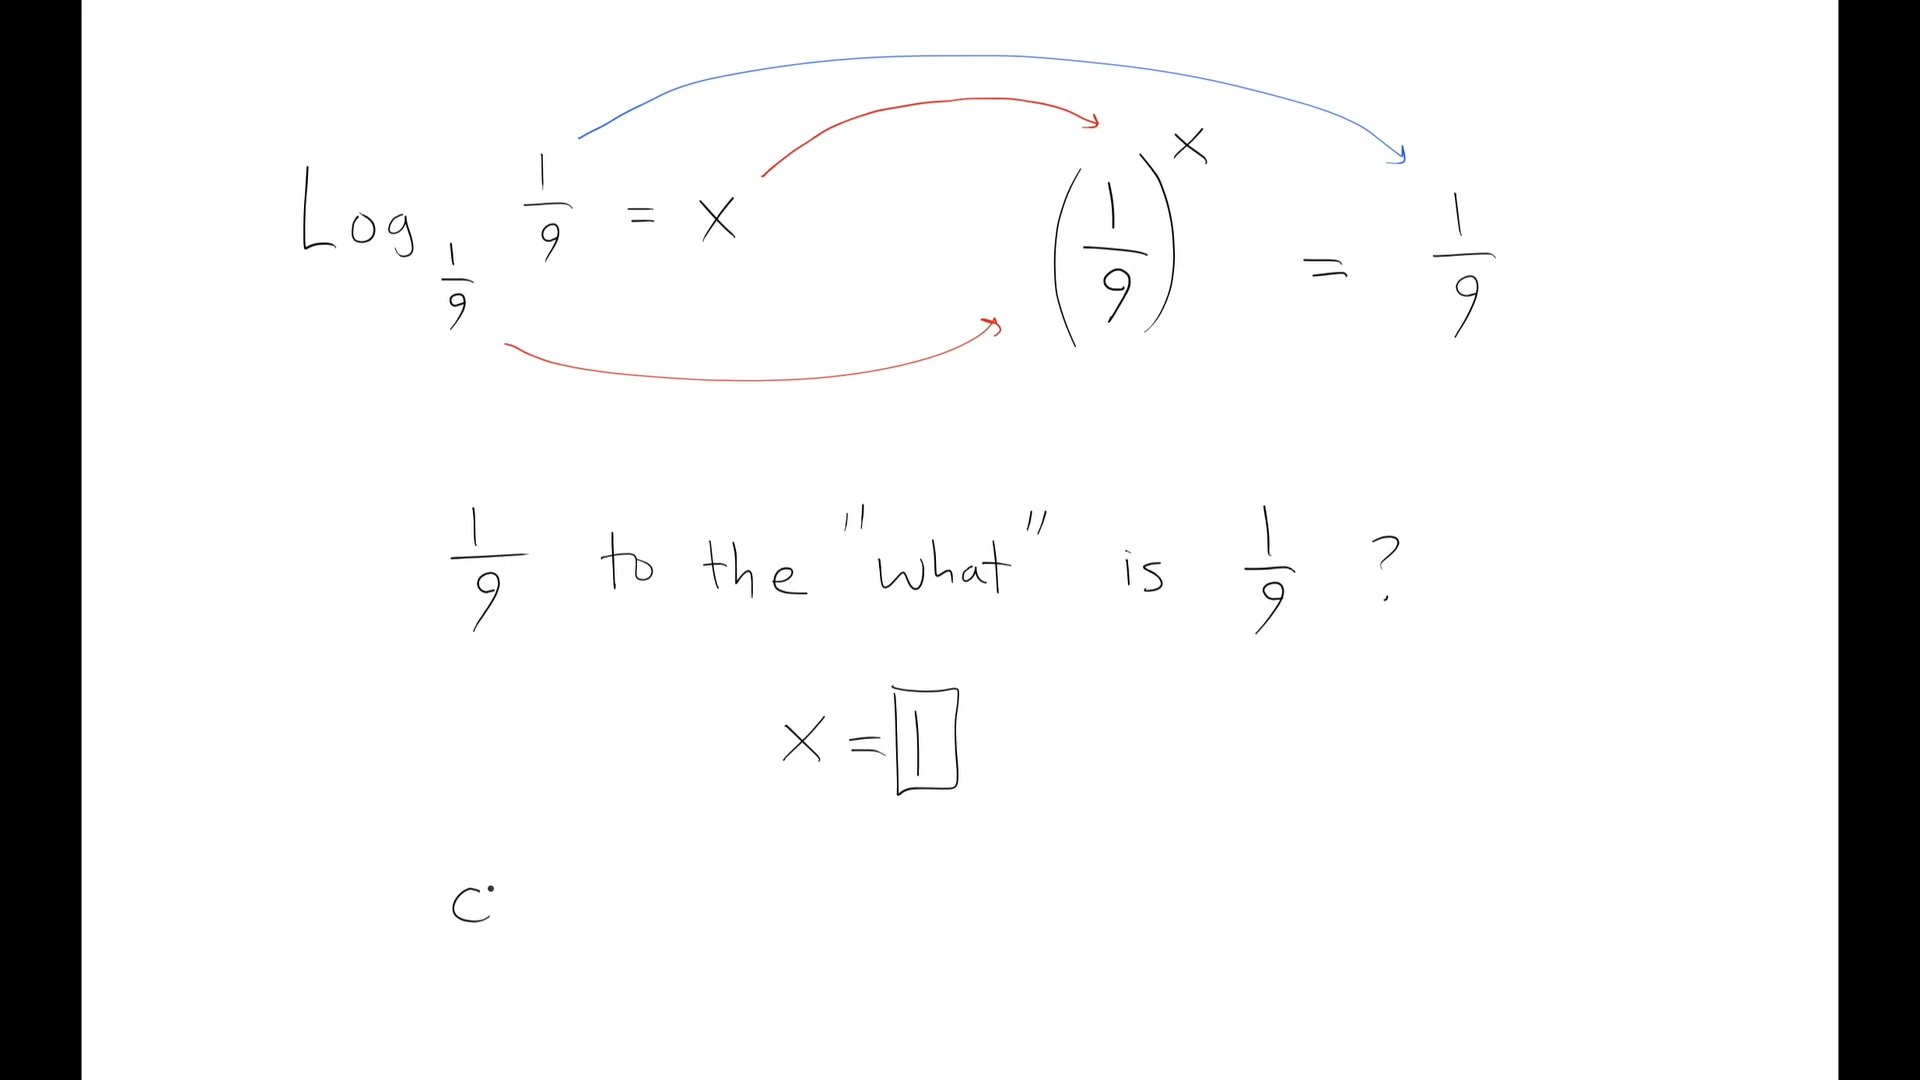 Log_{1/9} 1/9 = x (1/9)^x = 1/9
1/9 to the "what" is 1/9 ?
x = 1
c